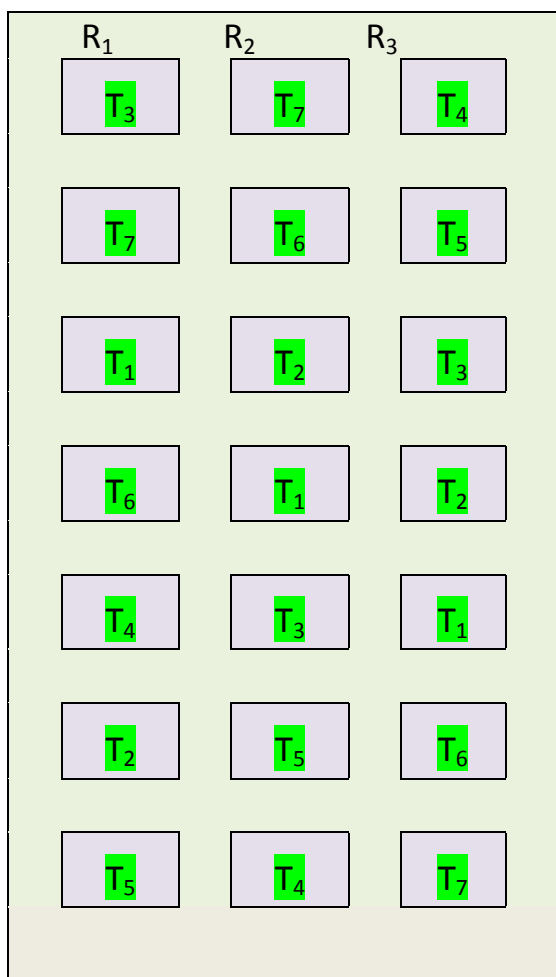 R₁ R₂ R₃
T₃ T₇ T₄
T₇ T₆ T₅
T₁ T₂ T₃
T₆ T₁ T₂
T₄ T₃ T₁
T₂ T₅ T₆
T₅ T₄ T₇